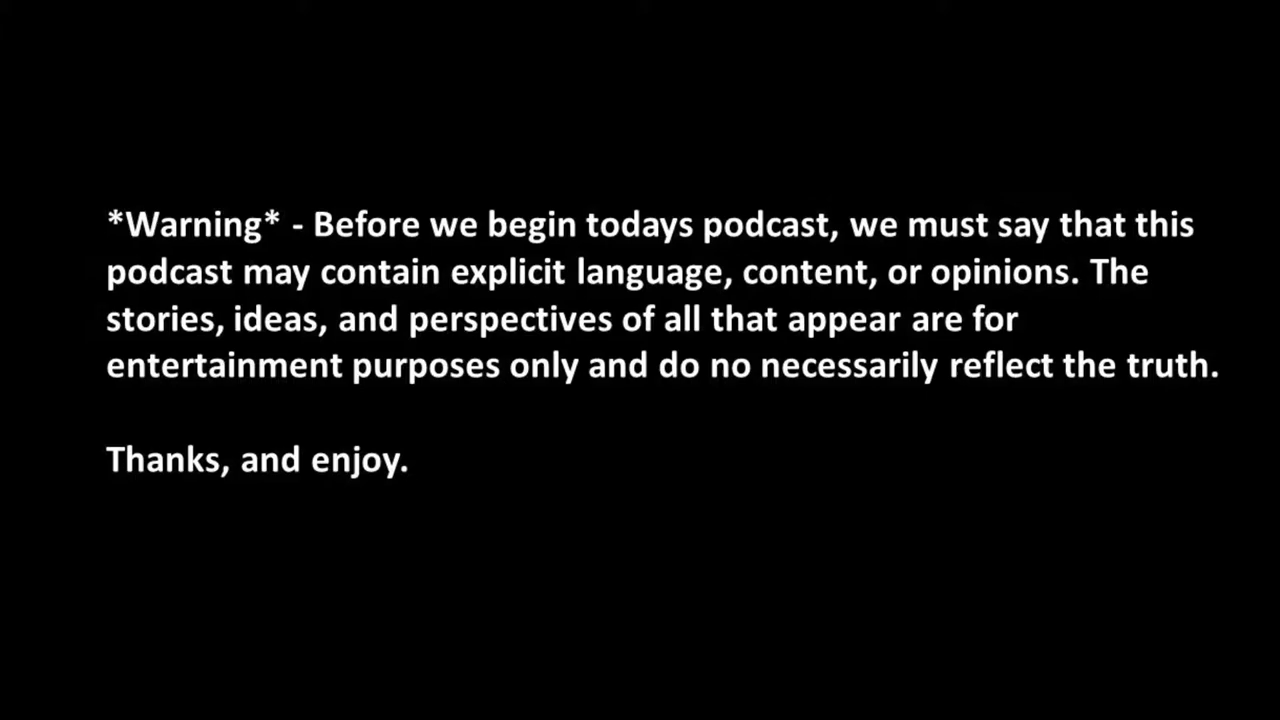 *Warning* - Before we begin todays podcast, we must say that this
podcast may contain explicit language, content, or opinions. The
stories, ideas, and perspectives of all that appear are for
entertainment purposes only and do no necessarily reflect the truth.
Thanks, and enjoy.